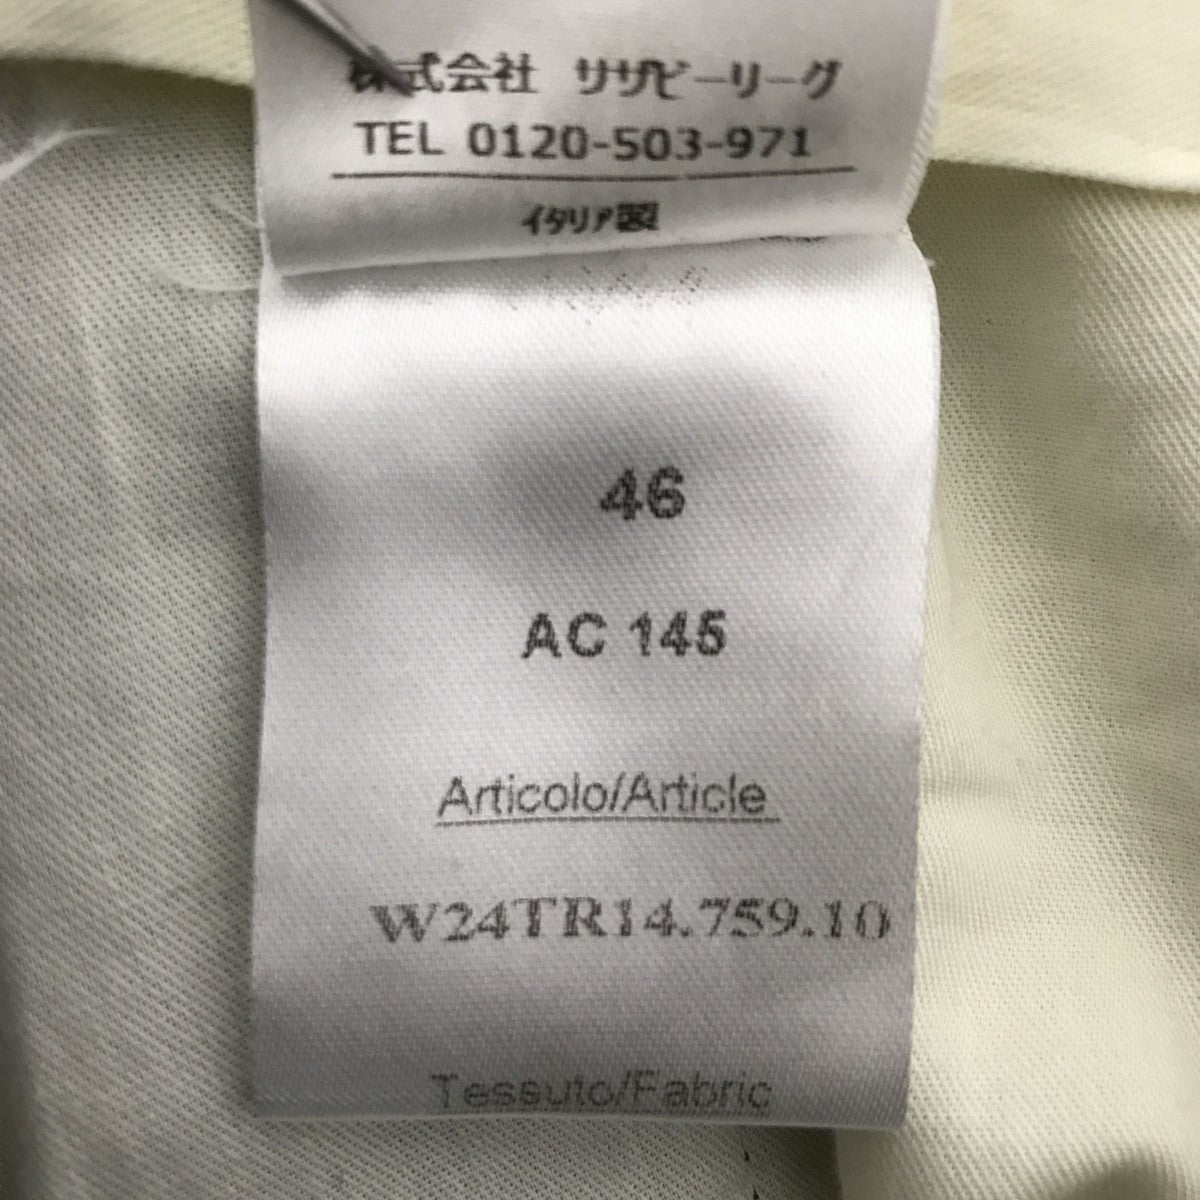 株式会社 サザビーリーグ
TEL 0120-503-971
イタリア製
46
AC 145
Articolo/Article
W24TR14.759.10
Tessuto/Fabric